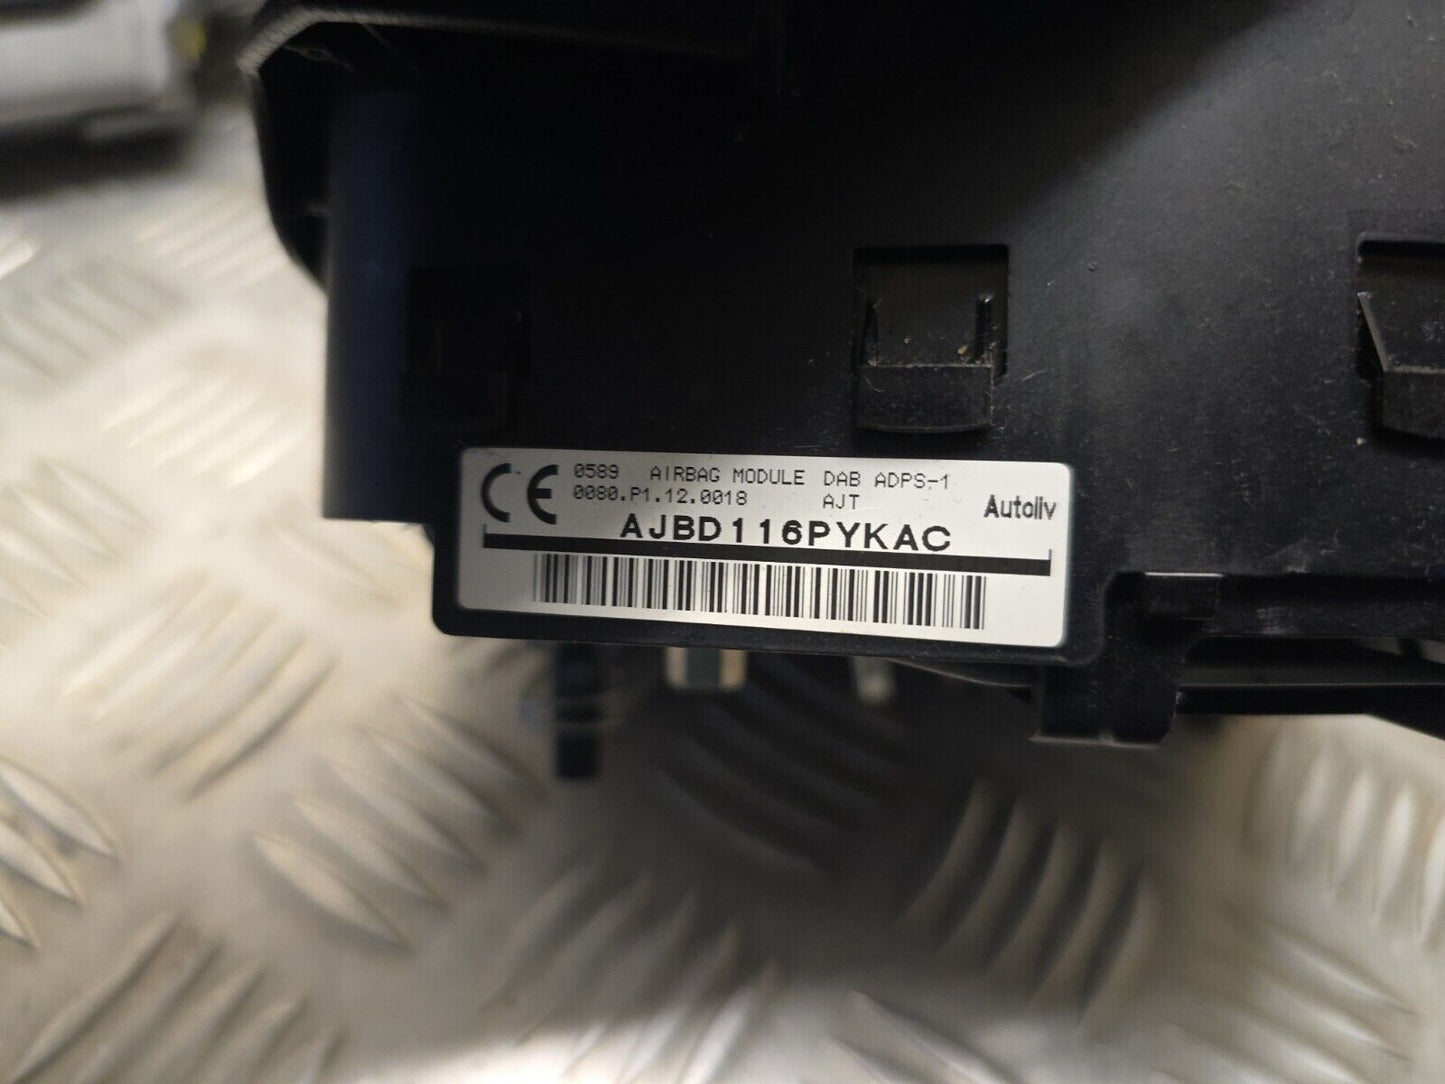 CE 0589 AIRBAG MODULE DAB ADPS-1
0080.P1.12.0018 AJT
Autoliv
AJBD116PYKAC